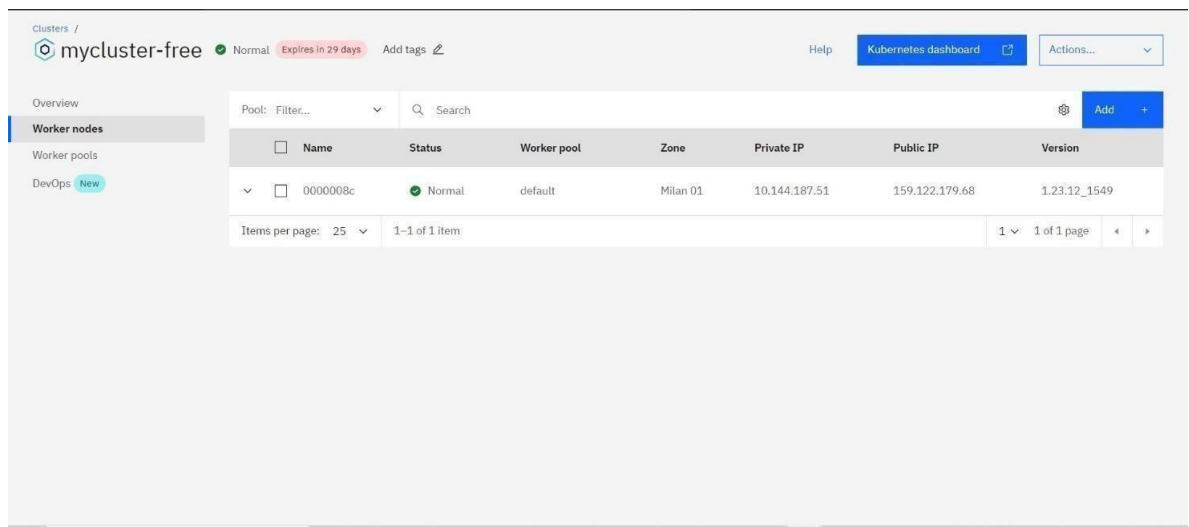 Clusters /
mycluster-free Normal Expires in 29 days Add tags Help Kubernetes dashboard Actions...
Overview
Worker nodes
Worker pools
DevOps New
Pool: Filter... Search Add +
Name Status Worker pool Zone Private IP Public IP Version
0000008c Normal default Milan 01 10.144.187.51 159.122.179.68 1.23.12_1549
Items per page: 25 1–1 of 1 item 1 1 of 1 page